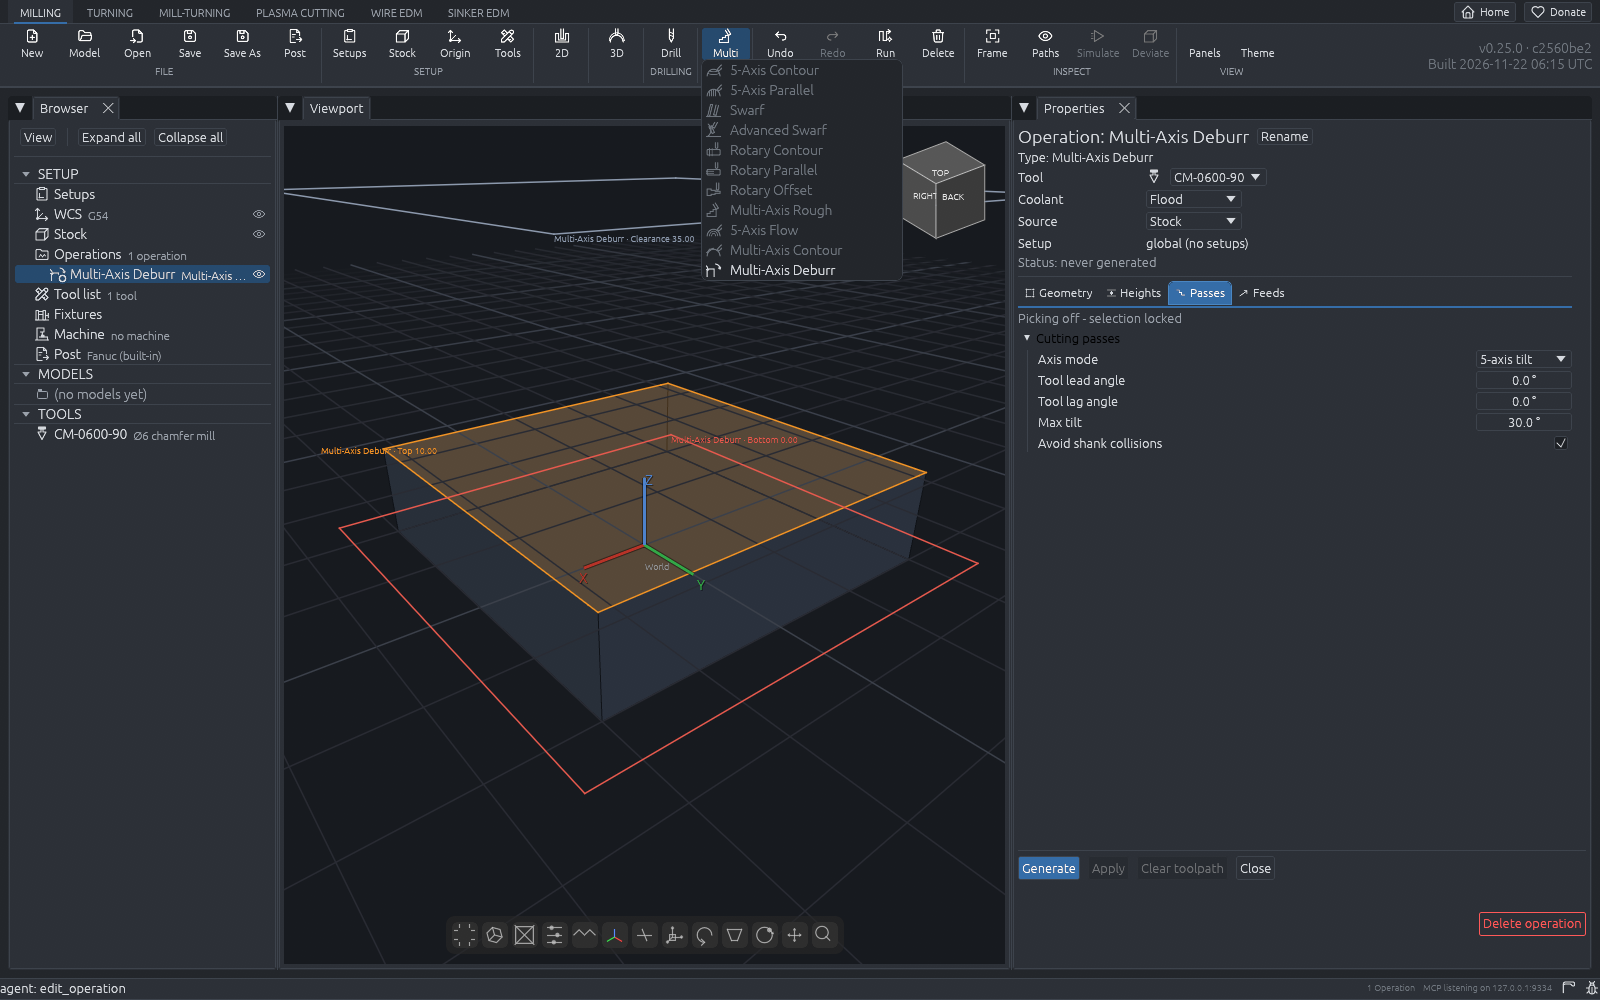 MILLING TURNING MILL-TURNING PLASMA CUTTING WIRE EDM SINKER EDM Home Donate
New Model Open Save Save As Post Setups Stock Origin Tools 2D 3D Drill Multi Undo Redo Run Delete Frame Paths Simulate Deviate Panels Theme
FILE SETUP DRILLING INSPECT VIEW
v0.25.0 · c2560be2
Built 2026-11-22 06:15 UTC
5-Axis Contour
5-Axis Parallel
Swarf
Advanced Swarf
Rotary Contour
Rotary Parallel
Rotary Offset
Multi-Axis Rough
5-Axis Flow
Multi-Axis Contour
Multi-Axis Deburr
Browser
View Expand all Collapse all
SETUP
Setups
WCS G54
Stock
Operations 1 operation
Multi-Axis Deburr Multi-Axis ...
Tool list 1 tool
Fixtures
Machine no machine
Post Fanuc (built-in)
MODELS
(no models yet)
TOOLS
CM-0600-90 Ø6 chamfer mill
Viewport
TOP
RIGHT BACK
Multi-Axis Deburr · Clearance 35.00
Multi-Axis Deburr · Bottom 0.00
Multi-Axis Deburr · Top 10.00
Z
World
X
Y
Properties
Operation: Multi-Axis Deburr Rename
Type: Multi-Axis Deburr
Tool CM-0600-90
Coolant Flood
Source Stock
Setup global (no setups)
Status: never generated
Geometry Heights Passes Feeds
Picking off - selection locked
Cutting passes
Axis mode 5-axis tilt
Tool lead angle 0.0 °
Tool lag angle 0.0 °
Max tilt 30.0 °
Avoid shank collisions
Generate Apply Clear toolpath Close
Delete operation
agent: edit_operation
1 Operation MCP listening on 127.0.0.1:9334